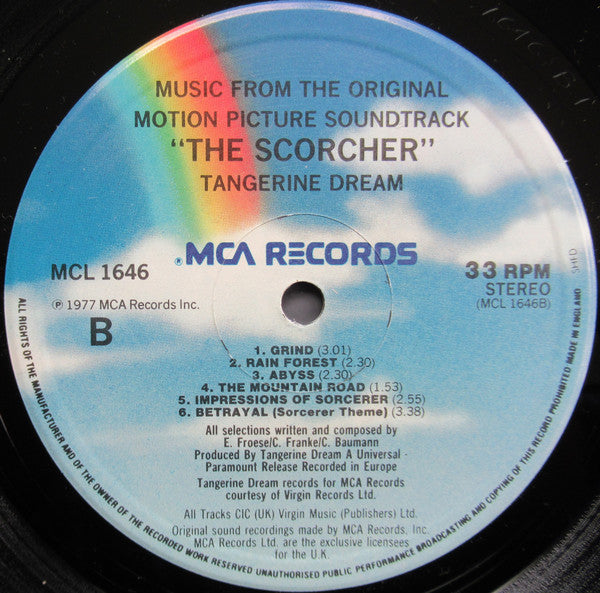 MUSIC FROM THE ORIGINAL
MOTION PICTURE SOUNDTRACK
"THE SCORCHER"
TANGERINE DREAM
®MCA RECORDS
MCL 1646
33 RPM
STEREO
(MCL 1646B)
℗ 1977 MCA Records Inc.
B
1. GRIND (3.01)
2. RAIN FOREST (2.30)
3. ABYSS (2.30)
4. THE MOUNTAIN ROAD (1.53)
5. IMPRESSIONS OF SORCERER (2.55)
6. BETRAYAL (Sorcerer Theme) (3.38)
All selections written and composed by
E. Froese/C. Franke/C. Baumann
Produced By Tangerine Dream A Universal -
Paramount Release Recorded in Europe
Tangerine Dream records for MCA Records
courtesy of Virgin Records Ltd.
All Tracks CIC (UK) Virgin Music (Publishers) Ltd.
Original sound recordings made by MCA Records, Inc.
MCA Records Ltd. are the exclusive licensees
for the U.K.
ALL RIGHTS OF THE MANUFACTURER AND OF THE OWNER OF THE RECORDED WORK RESERVED UNAUTHORISED PUBLIC PERFORMANCE BROADCASTING AND COPYING OF THIS RECORD PROHIBITED MADE IN ENGLAND